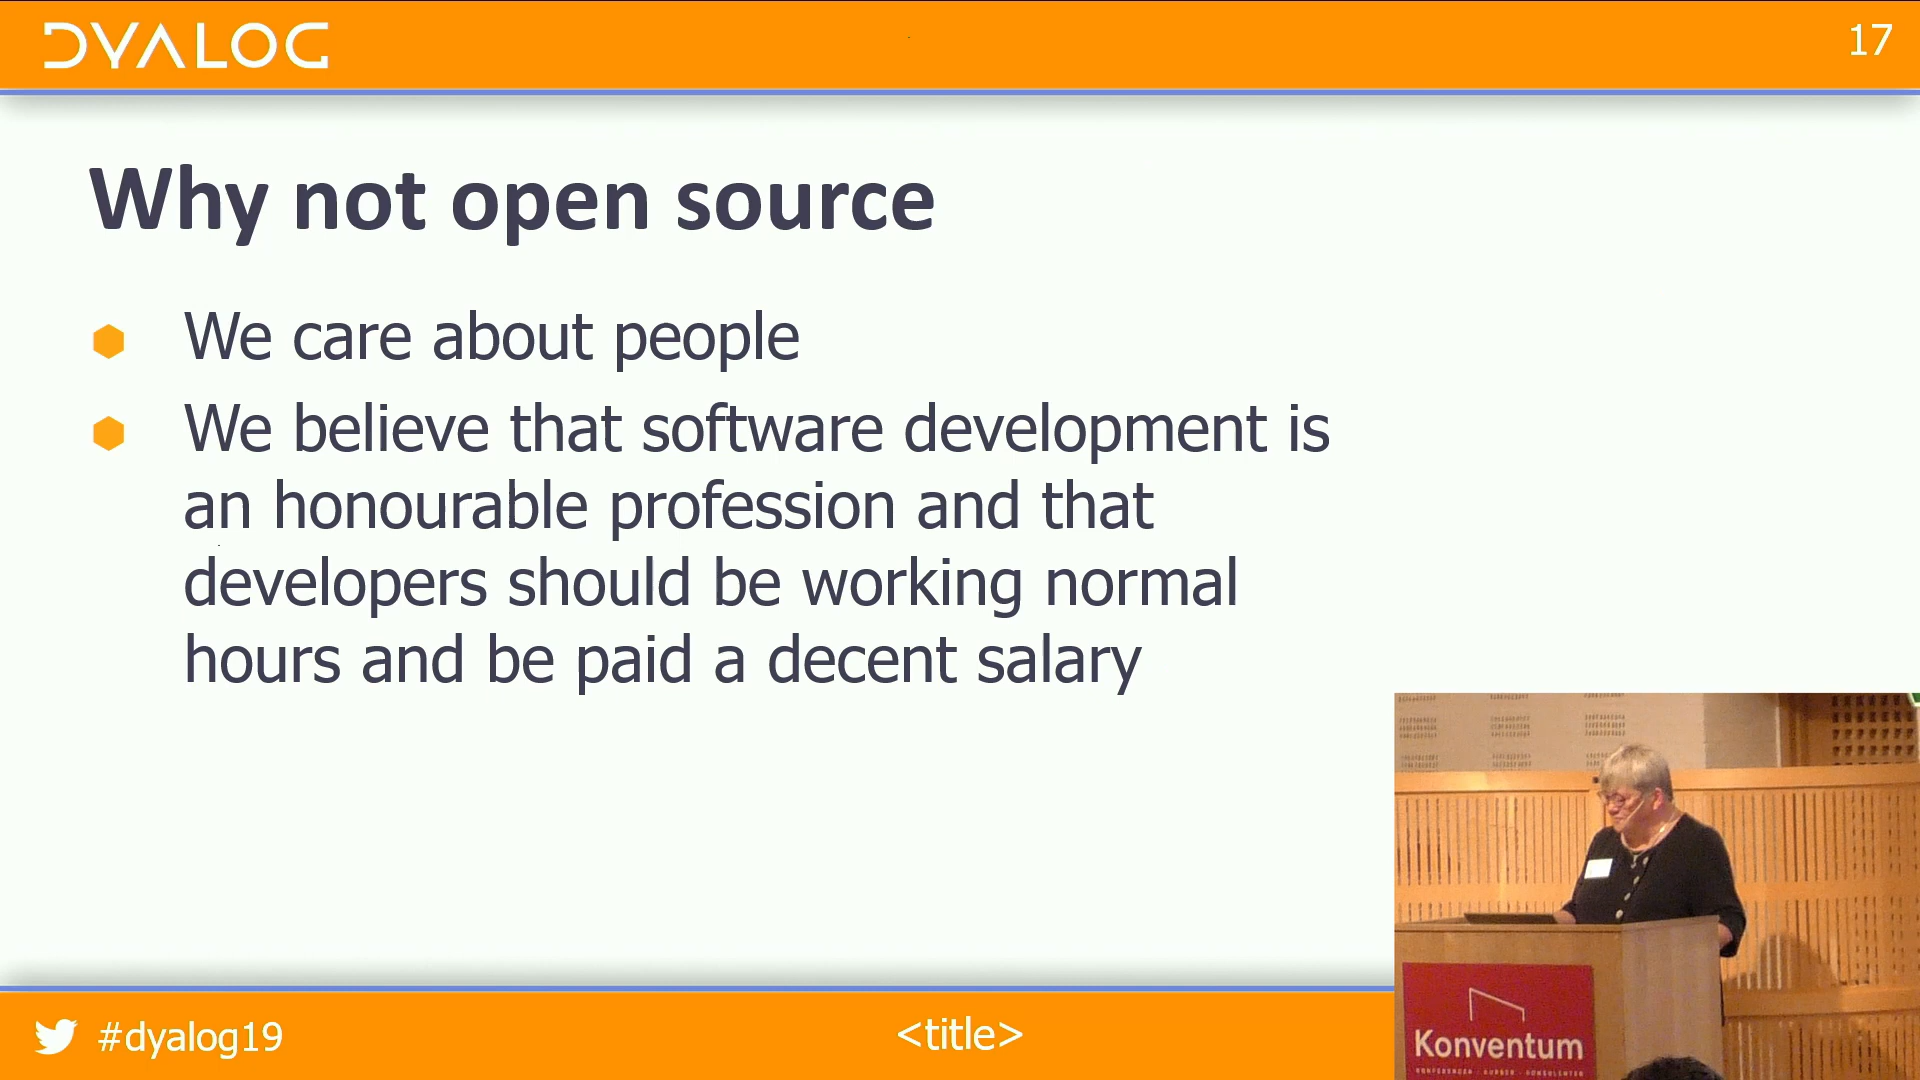 DYALOG
17
Why not open source
We care about people
We believe that software development is
an honourable profession and that
developers should be working normal
hours and be paid a decent salary
#dyalog19
<title>
Konventum